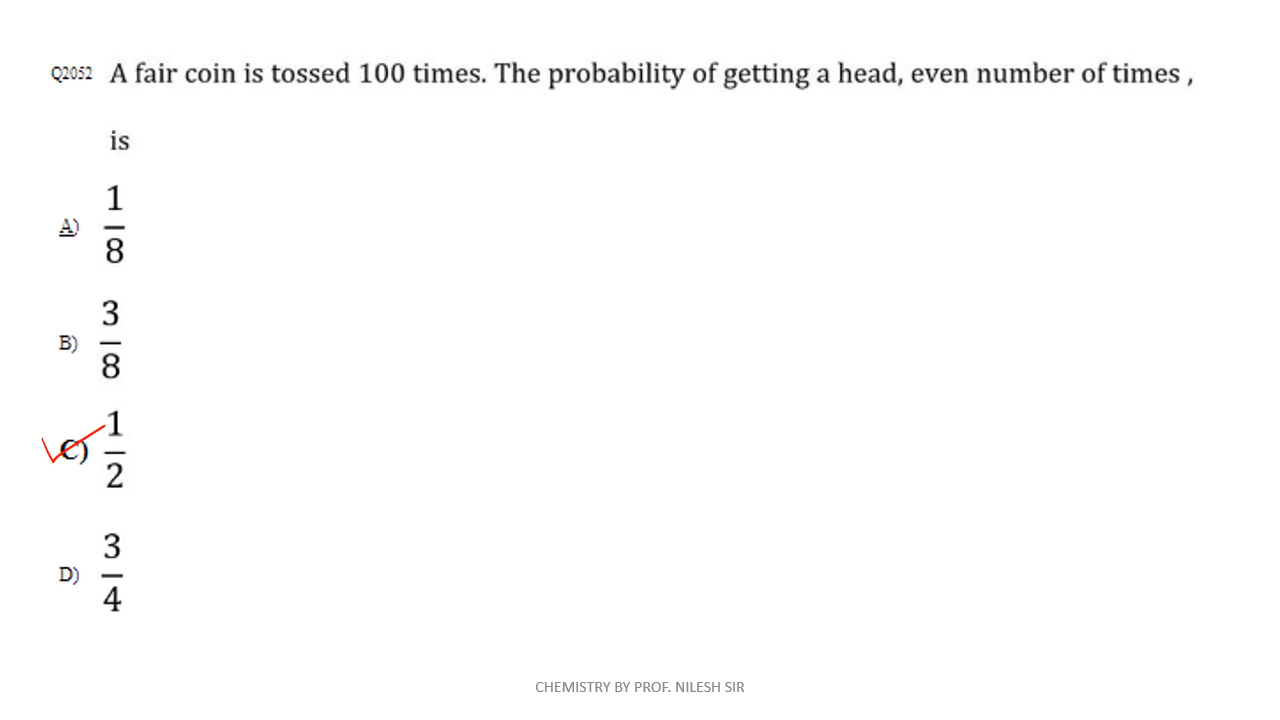 Q2052 A fair coin is tossed 100 times. The probability of getting a head, even number of times ,
is
A) 1/8
B) 3/8
C) 1/2
D) 3/4
CHEMISTRY BY PROF. NILESH SIR